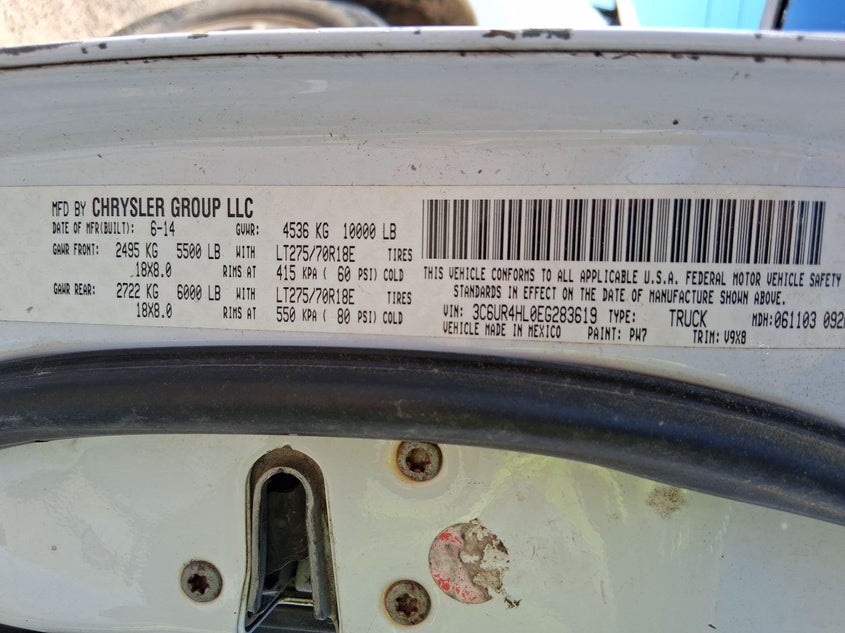 MFD BY CHRYSLER GROUP LLC
DATE OF MFR(BUILT): 6-14 GVWR: 4536 KG 10000 LB
GAWR FRONT: 2495 KG 5500 LB WITH LT275/70R18E TIRES
18X8.0 RIMS AT 415 KPA ( 60 PSI) COLD
GAWR REAR: 2722 KG 6000 LB WITH LT275/70R18E TIRES
18X8.0 RIMS AT 550 KPA ( 80 PSI) COLD
THIS VEHICLE CONFORMS TO ALL APPLICABLE U.S.A. FEDERAL MOTOR VEHICLE SAFETY
STANDARDS IN EFFECT ON THE DATE OF MANUFACTURE SHOWN ABOVE.
VIN: 3C6UR4HL0EG283619 TYPE: TRUCK MDH: 061103
VEHICLE MADE IN MEXICO PAINT: PW7 TRIM: V9X8